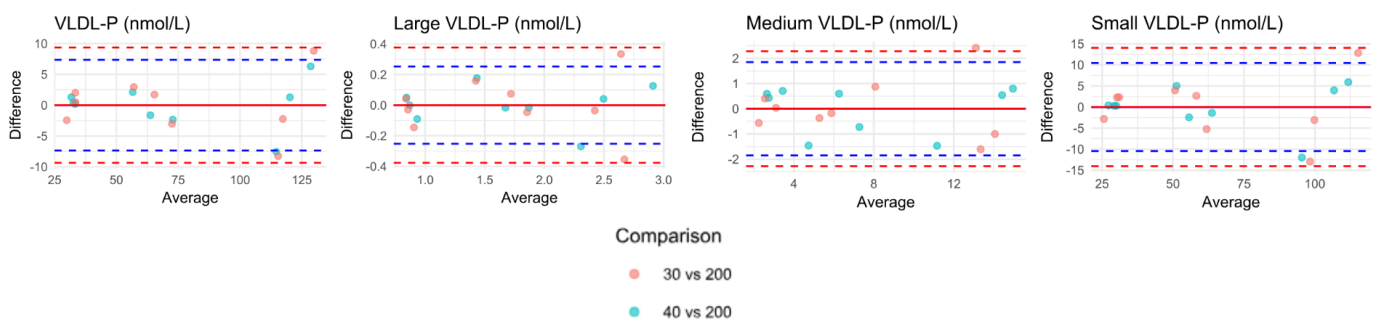 VLDL-P (nmol/L)
10
5
0
-5
-10
25
50
75
100
125
Difference
Average
Large VLDL-P (nmol/L)
0.4
0.2
0.0
-0.2
-0.4
1.0
1.5
2.0
2.5
3.0
Difference
Average
Medium VLDL-P (nmol/L)
2
1
0
-1
-2
4
8
12
Difference
Average
Small VLDL-P (nmol/L)
15
10
5
0
-5
-10
-15
25
50
75
100
Difference
Average
Comparison
30 vs 200
40 vs 200